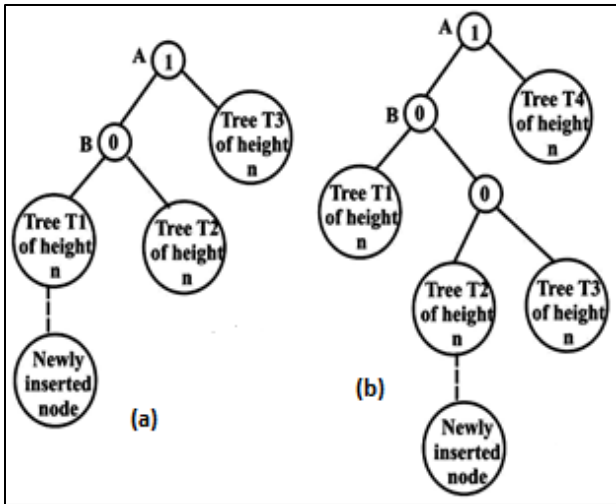 A
1
B
0
Tree T3
of height
n
Tree T1
of height
n
Tree T2
of height
n
Newly
inserted
node
(a)
A
1
B
0
Tree T4
of height
n
Tree T1
of height
n
0
Tree T2
of height
n
Tree T3
of height
n
Newly
inserted
node
(b)